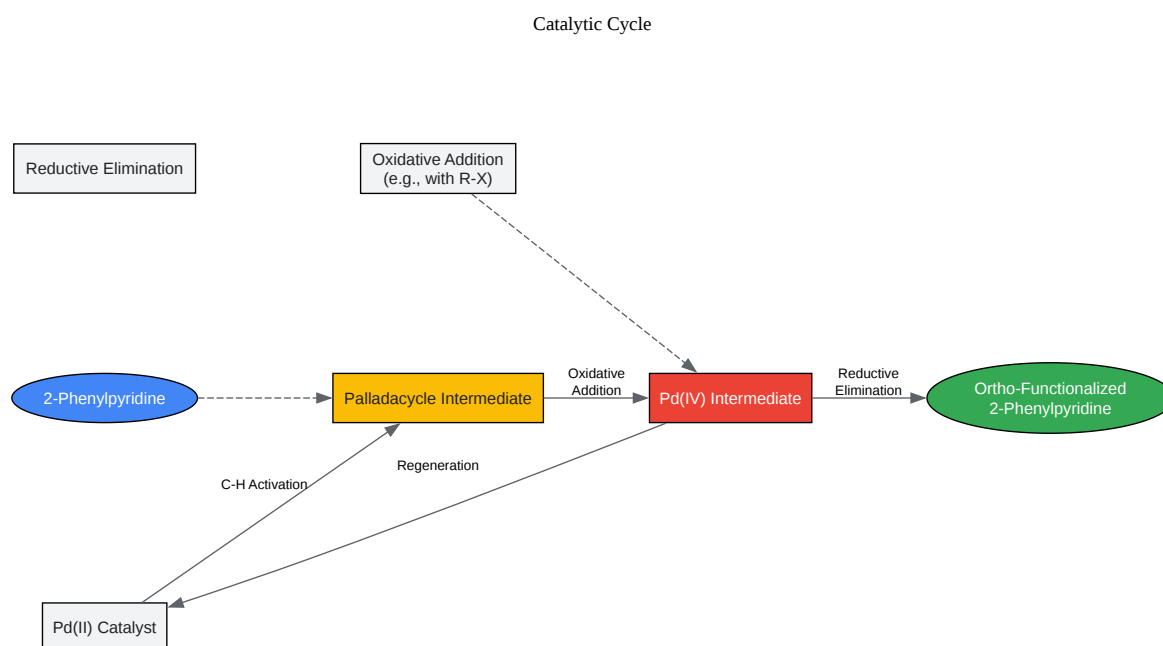 Catalytic Cycle
Reductive Elimination
Oxidative Addition
(e.g., with R-X)
2-Phenylpyridine
Palladacycle Intermediate
Oxidative
Addition
Pd(IV) Intermediate
Reductive
Elimination
Ortho-Functionalized
2-Phenylpyridine
Regeneration
C-H Activation
Pd(II) Catalyst